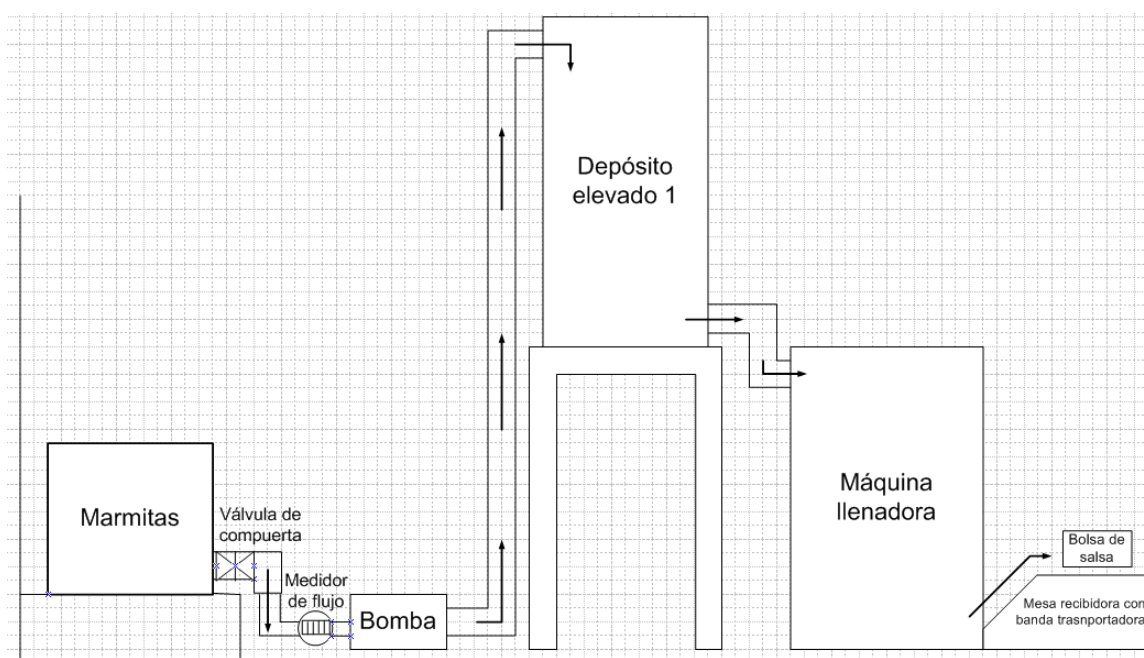 Depósito
elevado 1
Marmitas
Válvula de
compuerta
Medidor
de flujo
Bomba
Máquina
llenadora
Bolsa de
salsa
Mesa recibidora con
banda trasnportadora